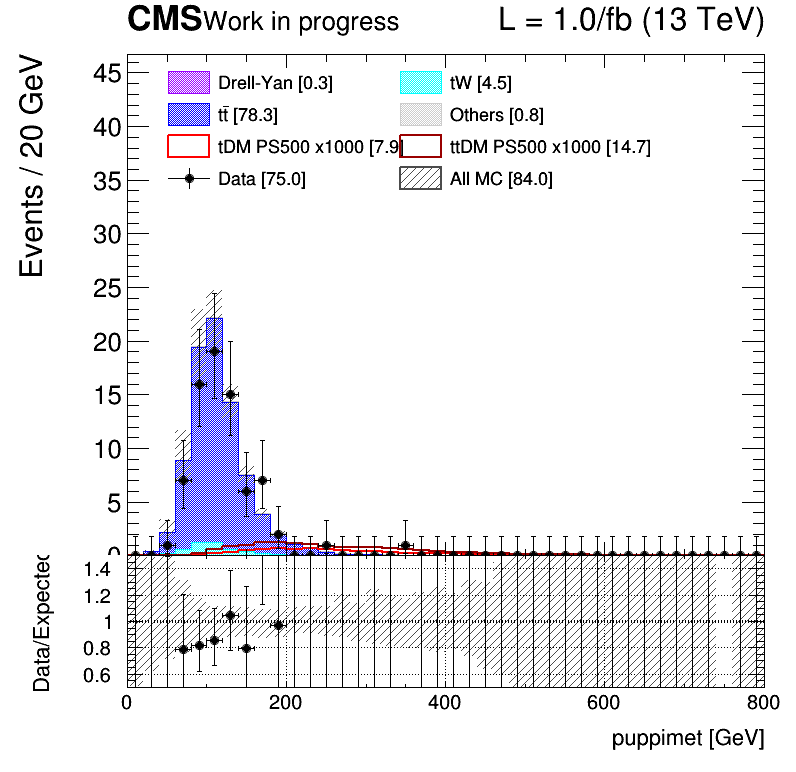 CMS Work in progress L = 1.0/fb (13 TeV)
Events / 20 GeV
45
40
35
30
25
20
15
10
5
0
Drell-Yan [0.3] tW [4.5]
tt̄ [78.3] Others [0.8]
tDM PS500 x1000 [7.9 ttDM PS500 x1000 [14.7]
Data [75.0] All MC [84.0]
Data/Expected
1.4
1.2
1
0.8
0.6
0 200 400 600 800
puppimet [GeV]